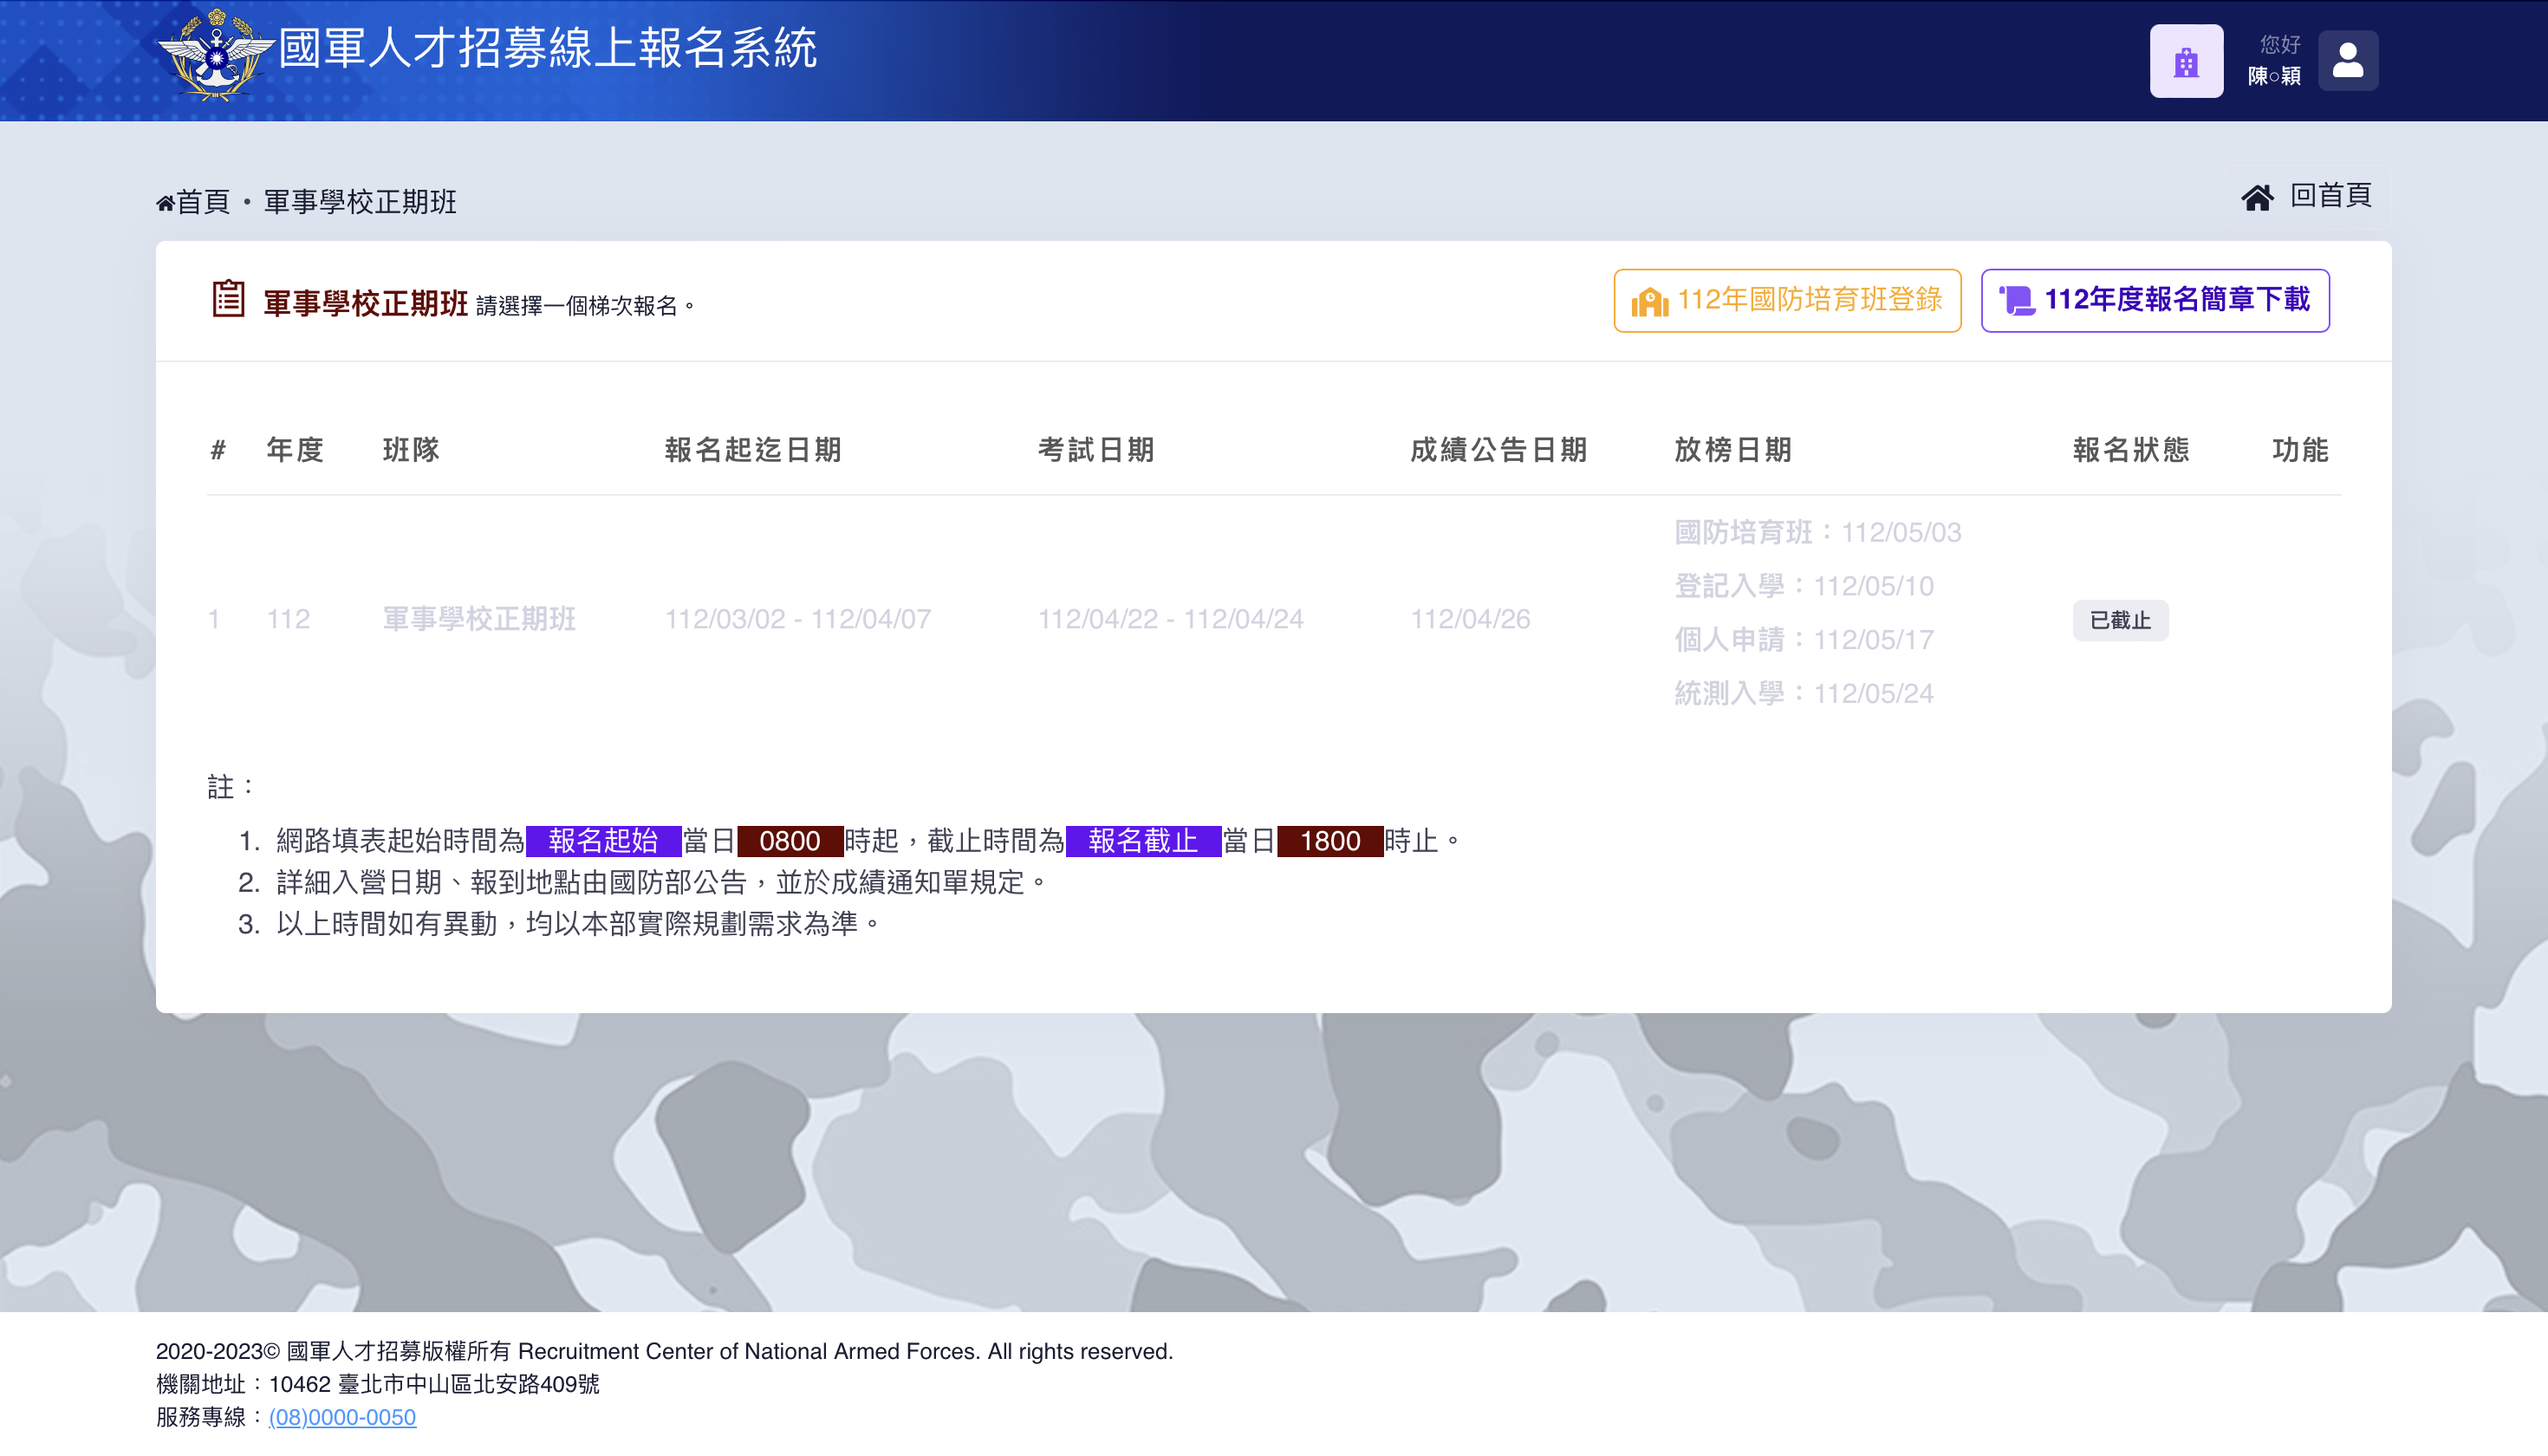 國軍人才招募線上報名系統
您好
陳○穎
首頁 • 軍事學校正期班
回首頁
軍事學校正期班 請選擇一個梯次報名。
112年國防培育班登錄
112年度報名簡章下載
# 年度 班隊 報名起迄日期 考試日期 成績公告日期 放榜日期 報名狀態 功能
國防培育班：112/05/03
登記入學：112/05/10
1 112 軍事學校正期班 112/03/02 - 112/04/07 112/04/22 - 112/04/24 112/04/26 已截止
個人申請：112/05/17
統測入學：112/05/24
註：
1. 網路填表起始時間為 報名起始 當日 0800 時起，截止時間為 報名截止 當日 1800 時止。
2. 詳細入營日期、報到地點由國防部公告，並於成績通知單規定。
3. 以上時間如有異動，均以本部實際規劃需求為準。
2020-2023© 國軍人才招募版權所有 Recruitment Center of National Armed Forces. All rights reserved.
機關地址：10462 臺北市中山區北安路409號
服務專線：(08)0000-0050